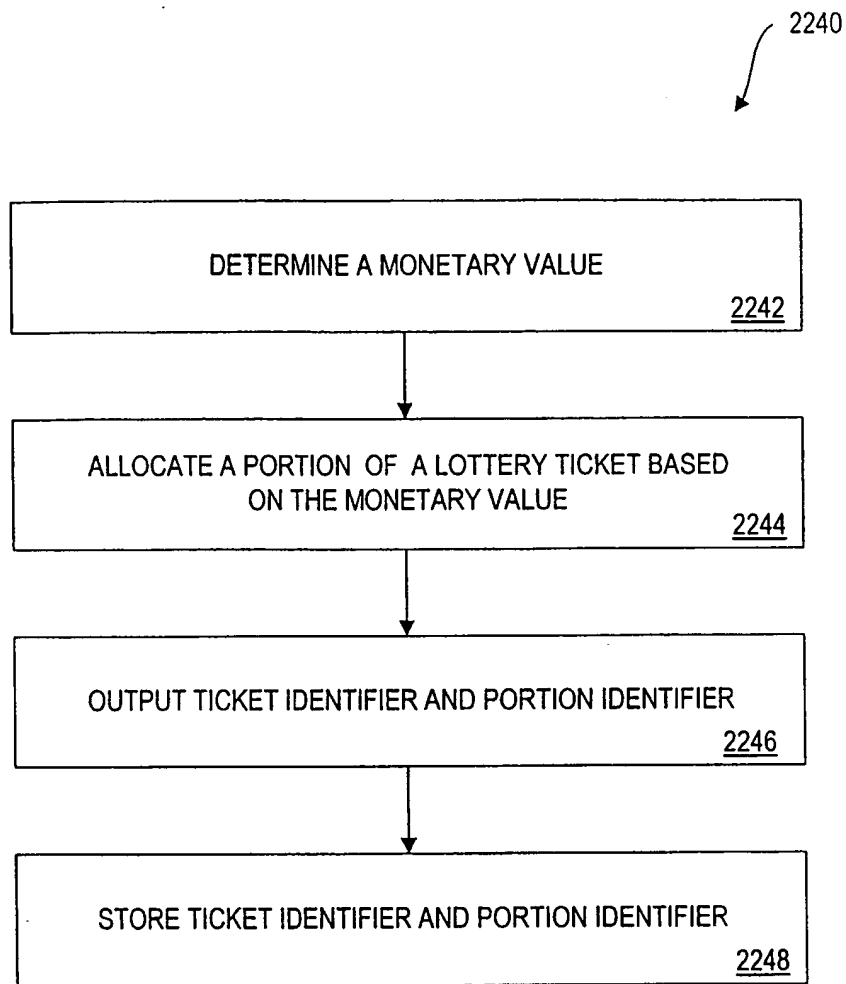 2240
DETERMINE A MONETARY VALUE
2242
ALLOCATE A PORTION OF A LOTTERY TICKET BASED
ON THE MONETARY VALUE
2244
OUTPUT TICKET IDENTIFIER AND PORTION IDENTIFIER
2246
STORE TICKET IDENTIFIER AND PORTION IDENTIFIER
2248